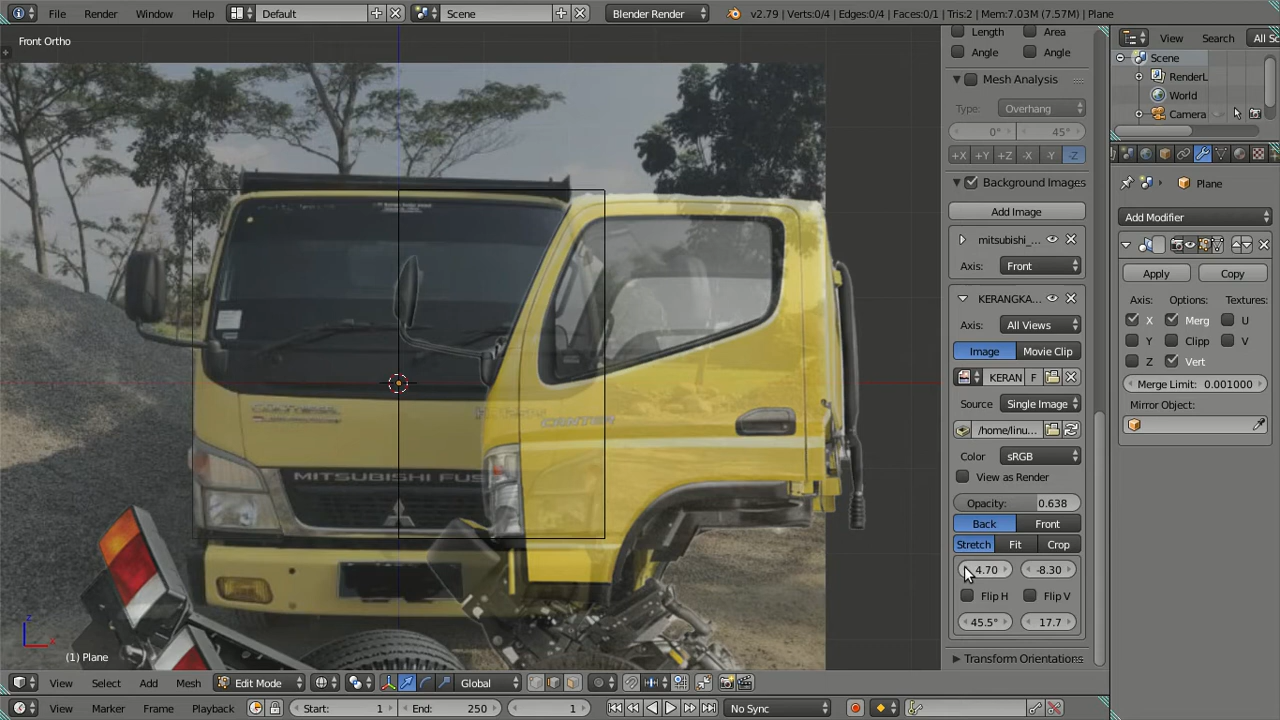 File Render Window Help Default Scene Blender Render v2.79 | Verts:0/4 | Edges:0/4 | Faces:0/1 | Tris:2 | Mem:7.03M (7.57M) | Plane
Front Ortho
Length Area
Angle Angle
Mesh Analysis
Type: Overhang
0° 45°
+X +Y +Z -X -Y -Z
Background Images
Add Image
mitsubishi_...
Axis: Front
KERANGKA...
Axis: All Views
Image Movie Clip
KERAN F
Source Single Image
/home/linu...
Color sRGB
View as Render
Opacity: 0.638
Back Front
Stretch Fit Crop
4.70 -8.30
Flip H Flip V
45.5° 17.7
Transform Orientations
View Search All Sc
Scene
RenderL
World
Camera
Plane
Add Modifier
Apply Copy
Axis: Options: Textures:
X Merg U
Y Clipp V
Z Vert
Merge Limit: 0.001000
Mirror Object:
MITSUBISHI FUS
CANTER
z
x
(1) Plane
View Select Add Mesh Edit Mode Global
View Marker Frame Playback Start: 1 End: 250 1 No Sync